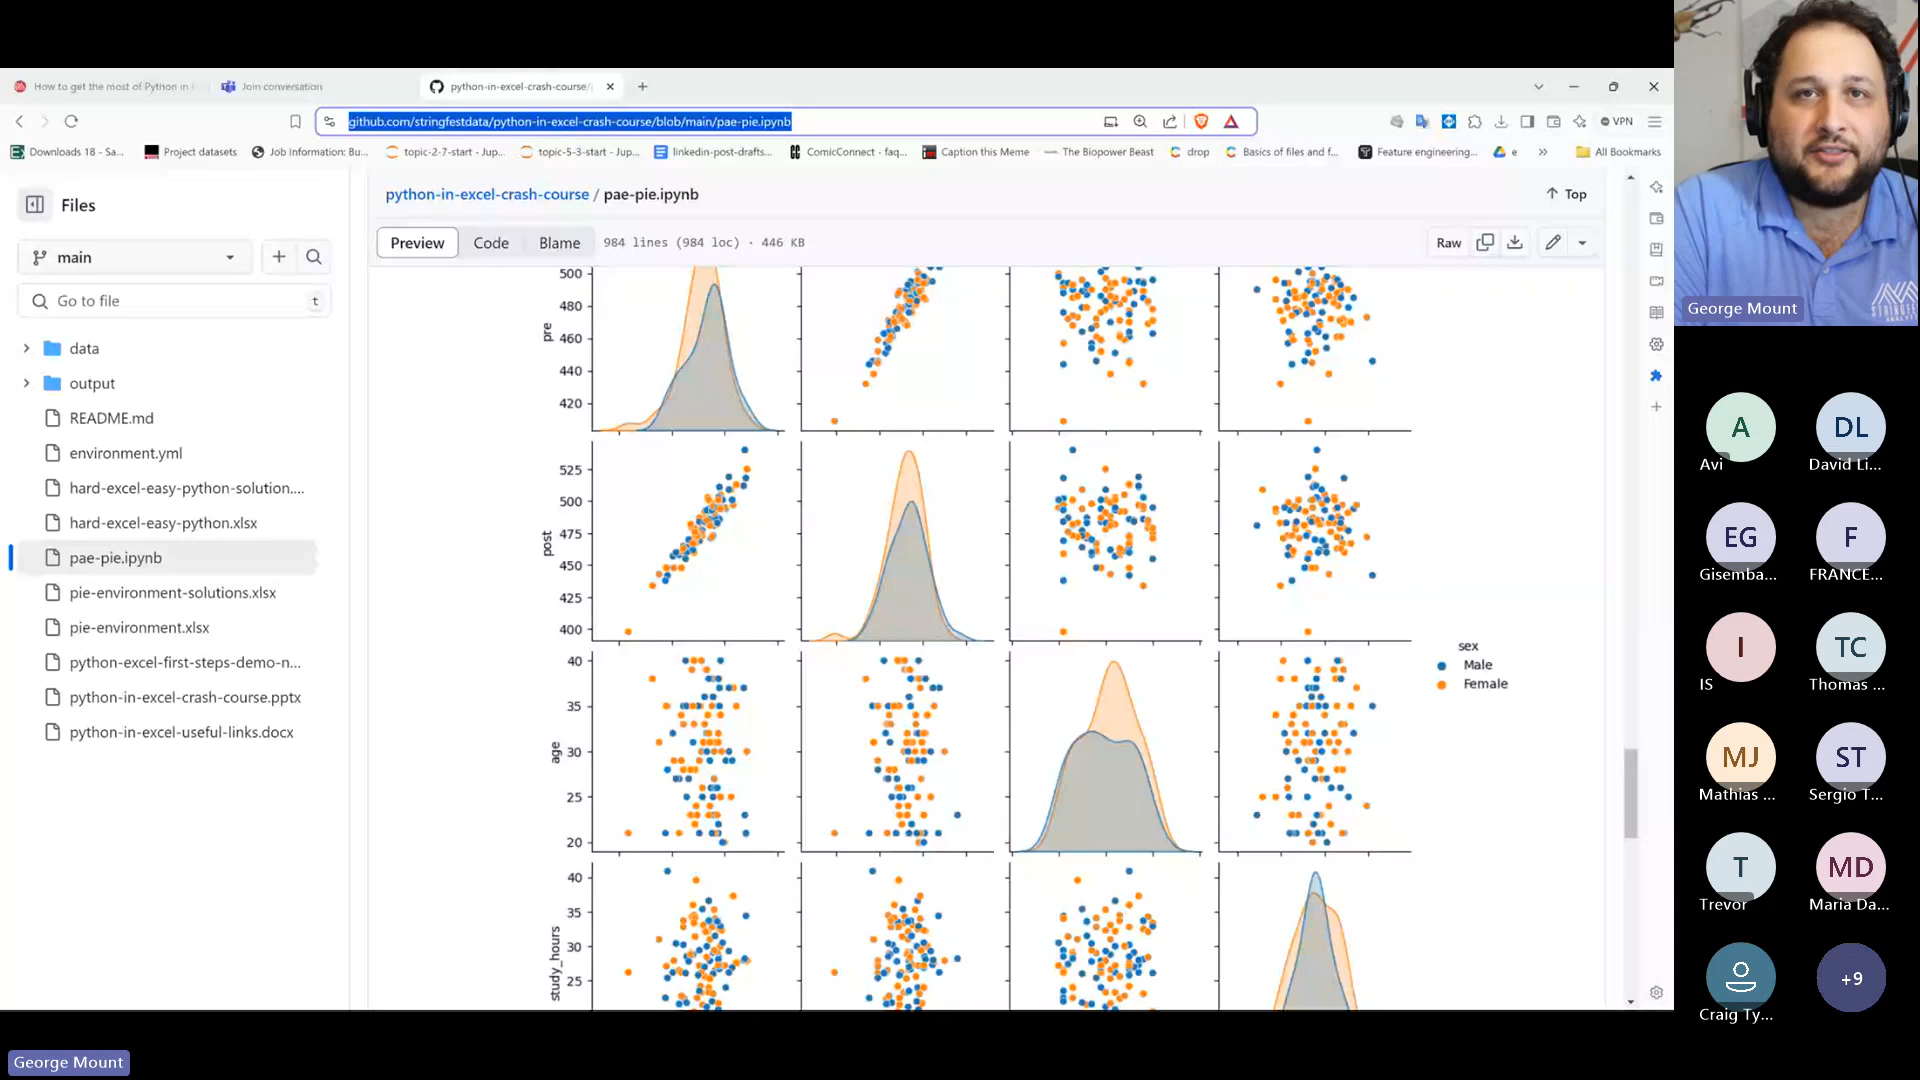 How to get the most of Python in
Join conversation
python-in-excel-crash-course/
github.com/stringfestdata/python-in-excel-crash-course/blob/main/pae-pie.ipynb
VPN
Downloads 18 - Sa...
Project datasets
Job Information: Bu...
topic-2-7-start - Jup...
topic-5-3-start - Jup...
linkedin-post-drafts...
ComicConnect - faq...
Caption this Meme
The Biopower Beast
drop
Basics of files and f...
Feature engineering...
e
All Bookmarks
Files
main
Go to file
t
data
output
README.md
environment.yml
hard-excel-easy-python-solution....
hard-excel-easy-python.xlsx
pae-pie.ipynb
pie-environment-solutions.xlsx
pie-environment.xlsx
python-excel-first-steps-demo-n...
python-in-excel-crash-course.pptx
python-in-excel-useful-links.docx
python-in-excel-crash-course / pae-pie.ipynb
Top
Preview
Code
Blame
984 lines (984 loc) · 446 KB
Raw
pre
500
480
460
440
420
post
525
500
475
450
425
400
age
40
35
30
25
20
study_hours
40
35
30
25
sex
Male
Female
George Mount
A
Avi
DL
David Li...
EG
Gisemba...
F
FRANCE...
I
IS
TC
Thomas ...
MJ
Mathias ...
ST
Sergio T...
T
Trevor
MD
Maria Da...
Craig Ty...
+9
George Mount